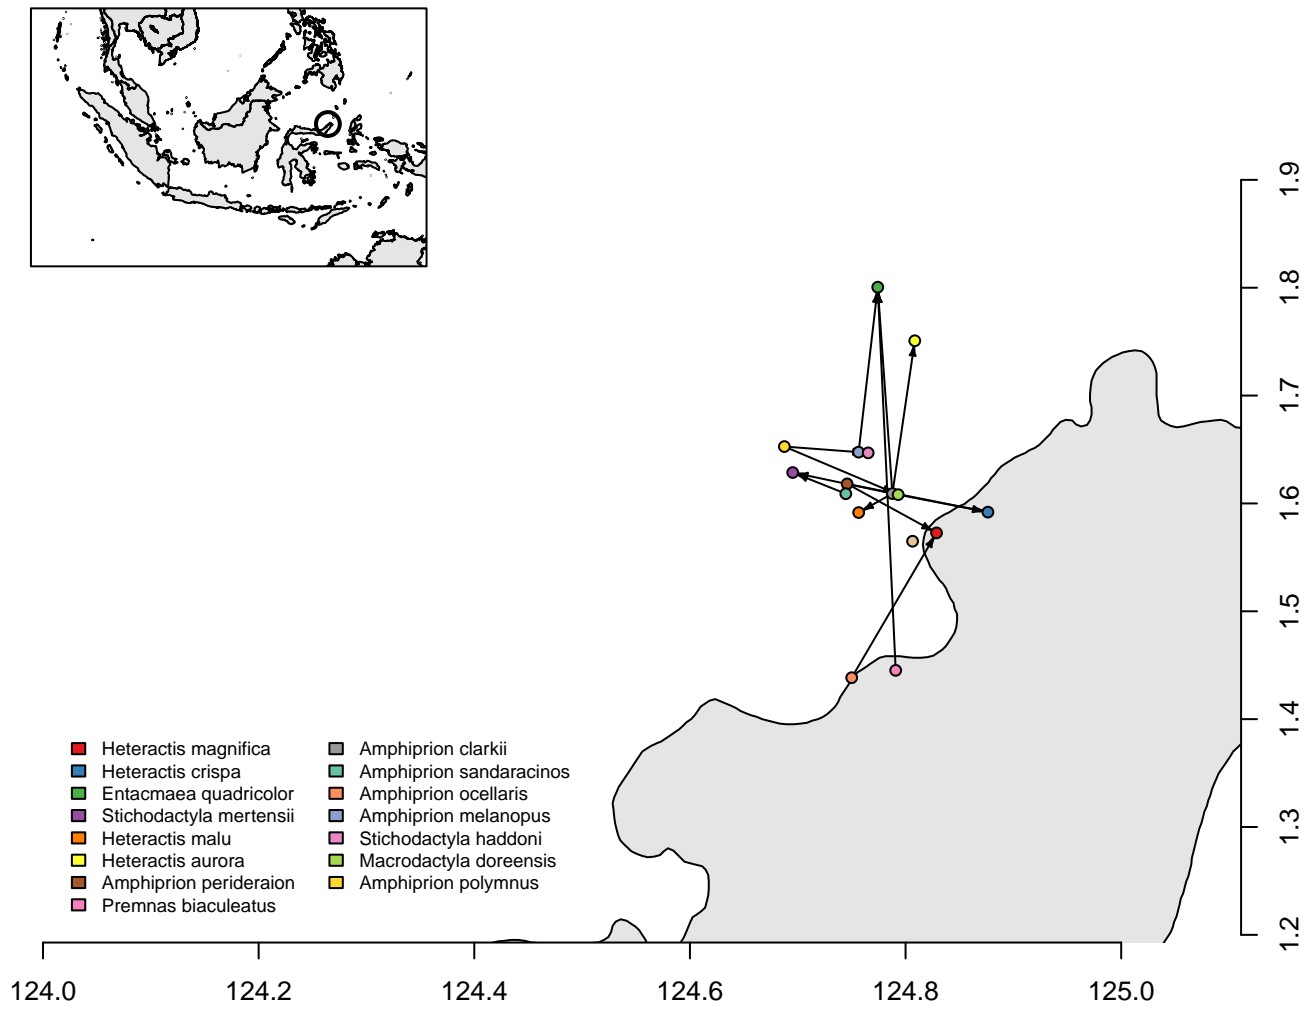 1.9
1.8
1.7
1.6
1.5
1.4
1.3
1.2
Heteractis magnifica
Heteractis crispa
Entacmaea quadricolor
Stichodactyla mertensii
Heteractis malu
Heteractis aurora
Amphiprion perideraion
Premnas biaculeatus
Amphiprion clarkii
Amphiprion sandaracinos
Amphiprion ocellaris
Amphiprion melanopus
Stichodactyla haddoni
Macrodactyla doreensis
Amphiprion polymnus
124.0 124.2 124.4 124.6 124.8 125.0